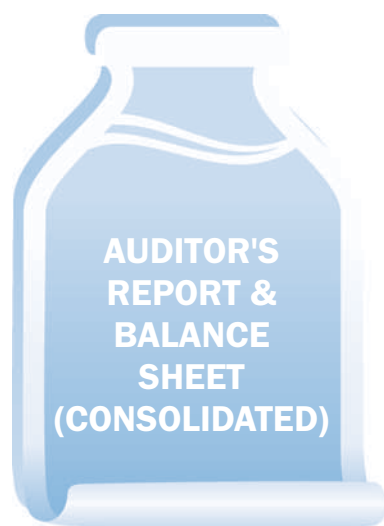 AUDITOR'S
REPORT &
BALANCE
SHEET
(CONSOLIDATED)